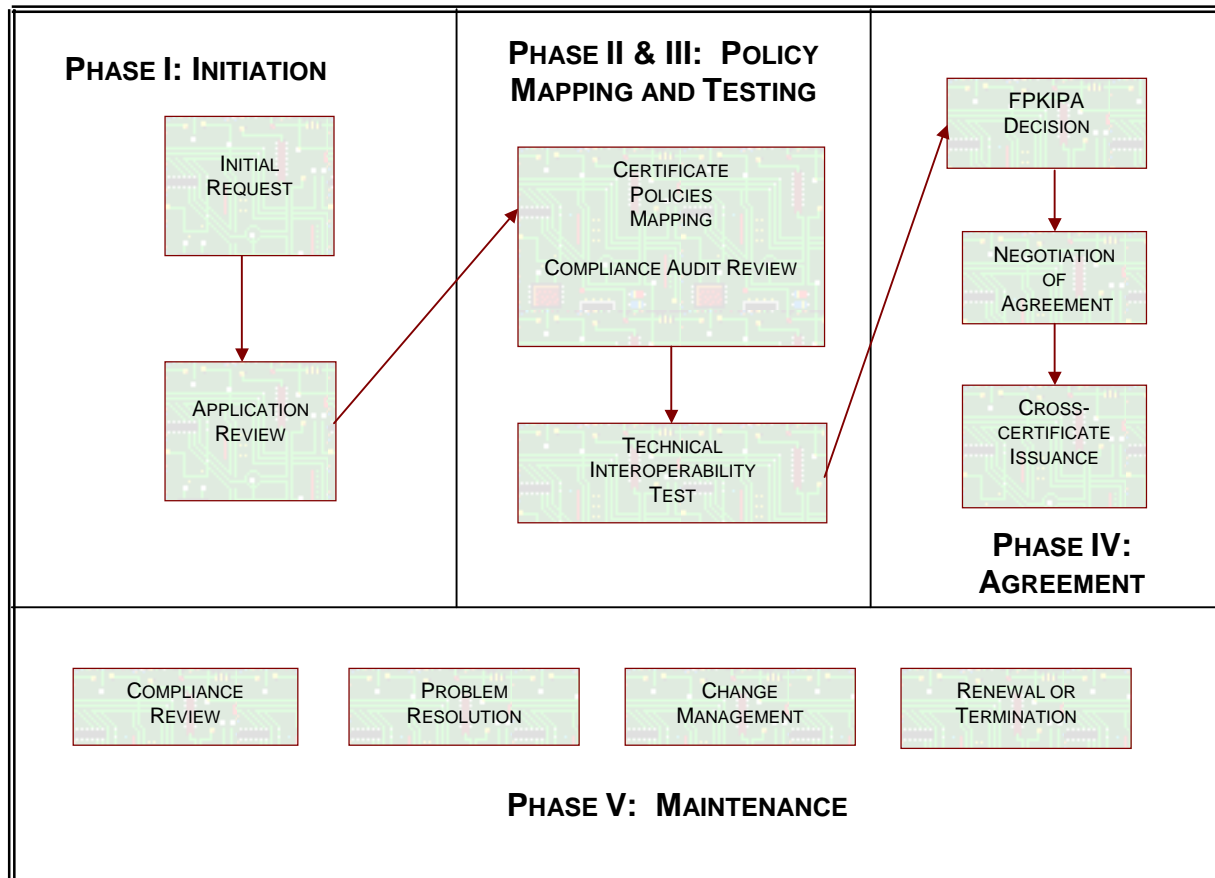 PHASE I: INITIATION
INITIAL
REQUEST
APPLICATION
REVIEW
PHASE II & III: POLICY
MAPPING AND TESTING
CERTIFICATE
POLICIES
MAPPING
COMPLIANCE AUDIT REVIEW
TECHNICAL
INTEROPERABILITY
TEST
FPKIPA
DECISION
NEGOTIATION
OF
AGREEMENT
CROSS-
CERTIFICATE
ISSUANCE
PHASE IV:
AGREEMENT
COMPLIANCE
REVIEW
PROBLEM
RESOLUTION
CHANGE
MANAGEMENT
RENEWAL OR
TERMINATION
PHASE V: MAINTENANCE